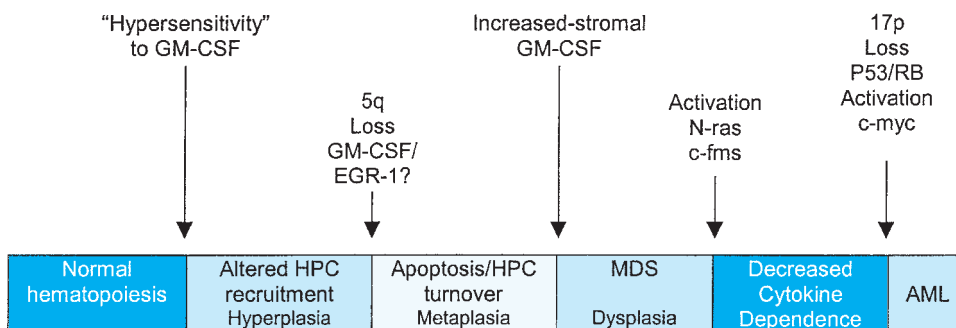 “Hypersensitivity”
to GM-CSF
5q
Loss
GM-CSF/
EGR-1?
Increased-stromal
GM-CSF
Activation
N-ras
c-fms
17p
Loss
P53/RB
Activation
c-myc
Normal
hematopoiesis
Altered HPC
recruitment
Hyperplasia
Apoptosis/HPC
turnover
Metaplasia
MDS
Dysplasia
Decreased
Cytokine
Dependence
AML